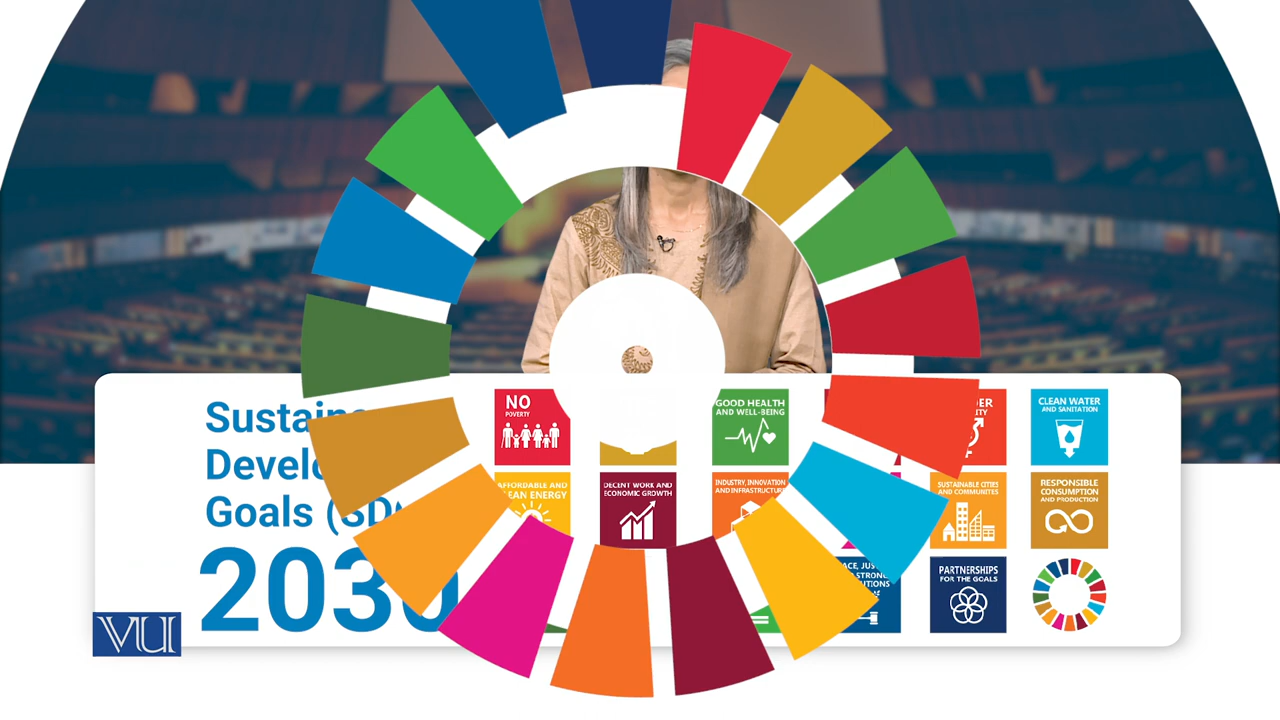 Susta
Develo
Goals (SD
2030
NO
POVERTY
GOOD HEALTH
AND WELL-BEING
CLEAN WATER
AND SANITATION
AFFORDABLE AND
CLEAN ENERGY
DECENT WORK AND
ECONOMIC GROWTH
INDUSTRY, INNOVATION
AND INFRASTRUCTURE
SUSTAINABLE CITIES
AND COMMUNITIES
RESPONSIBLE
CONSUMPTION
AND PRODUCTION
PARTNERSHIPS
FOR THE GOALS
VU